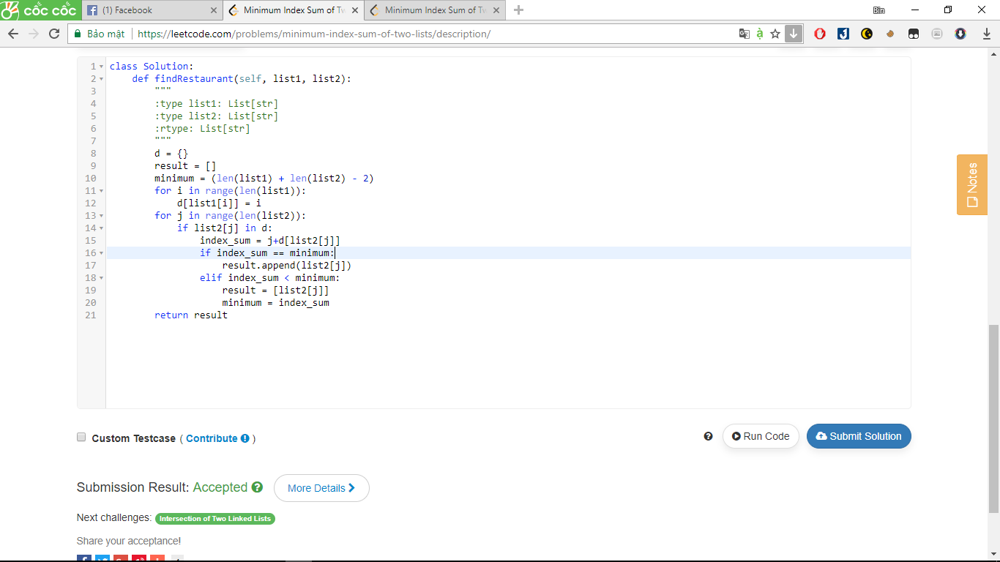 cốc cốc
(1) Facebook
Minimum Index Sum of Tw
Minimum Index Sum of Tw
Bin
Bảo mật
https://leetcode.com/problems/minimum-index-sum-of-two-lists/description/
1 class Solution:
2 def findRestaurant(self, list1, list2):
3 """
4 :type list1: List[str]
5 :type list2: List[str]
6 :rtype: List[str]
7 """
8 d = {}
9 result = []
10 minimum = (len(list1) + len(list2) - 2)
11 for i in range(len(list1)):
12 d[list1[i]] = i
13 for j in range(len(list2)):
14 if list2[j] in d:
15 index_sum = j+d[list2[j]]
16 if index_sum == minimum:
17 result.append(list2[j])
18 elif index_sum < minimum:
19 result = [list2[j]]
20 minimum = index_sum
21 return result
Notes
Custom Testcase ( Contribute )
Run Code
Submit Solution
Submission Result: Accepted
More Details
Next challenges: Intersection of Two Linked Lists
Share your acceptance!